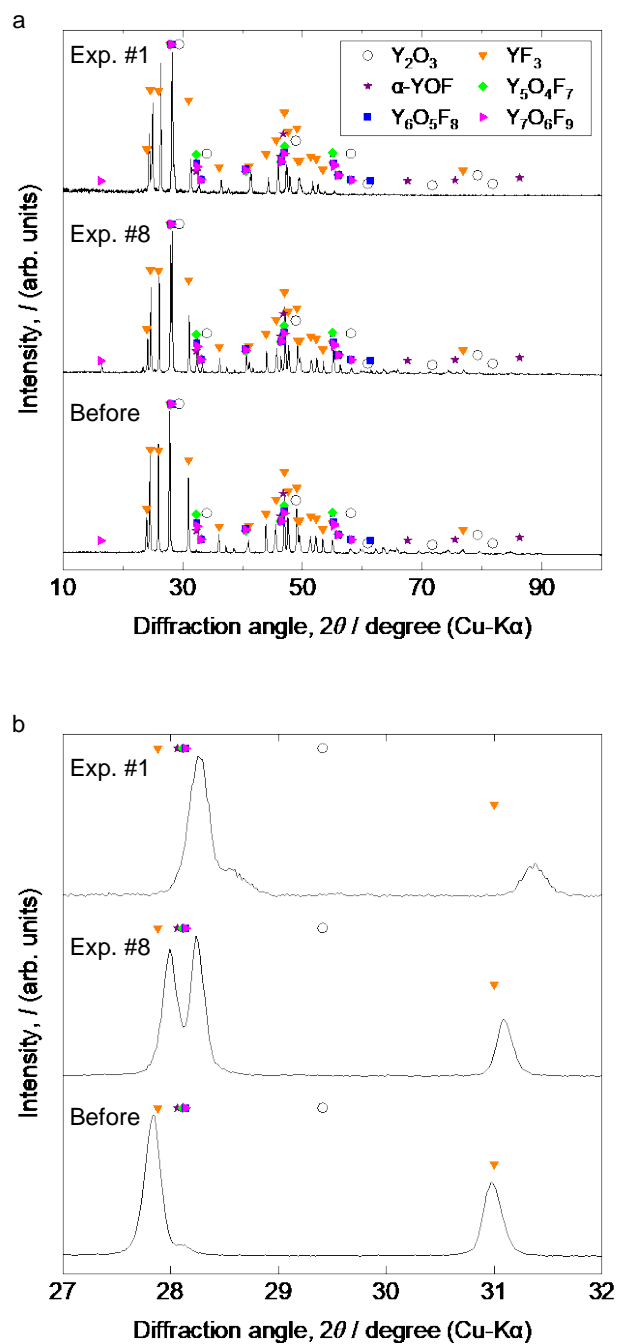 a
Exp. #1
Y₂O₃
YF₃
α-YOF
Y₅O₄F₇
Y₆O₅F₈
Y₇O₆F₉
Exp. #8
Before
Intensity, I (arb. units)
10 30 50 70 90
Diffraction angle, 2θ / degree (Cu-Kα)
b
Exp. #1
Exp. #8
Before
Intensity, I (arb. units)
27 28 29 30 31 32
Diffraction angle, 2θ / degree (Cu-Kα)